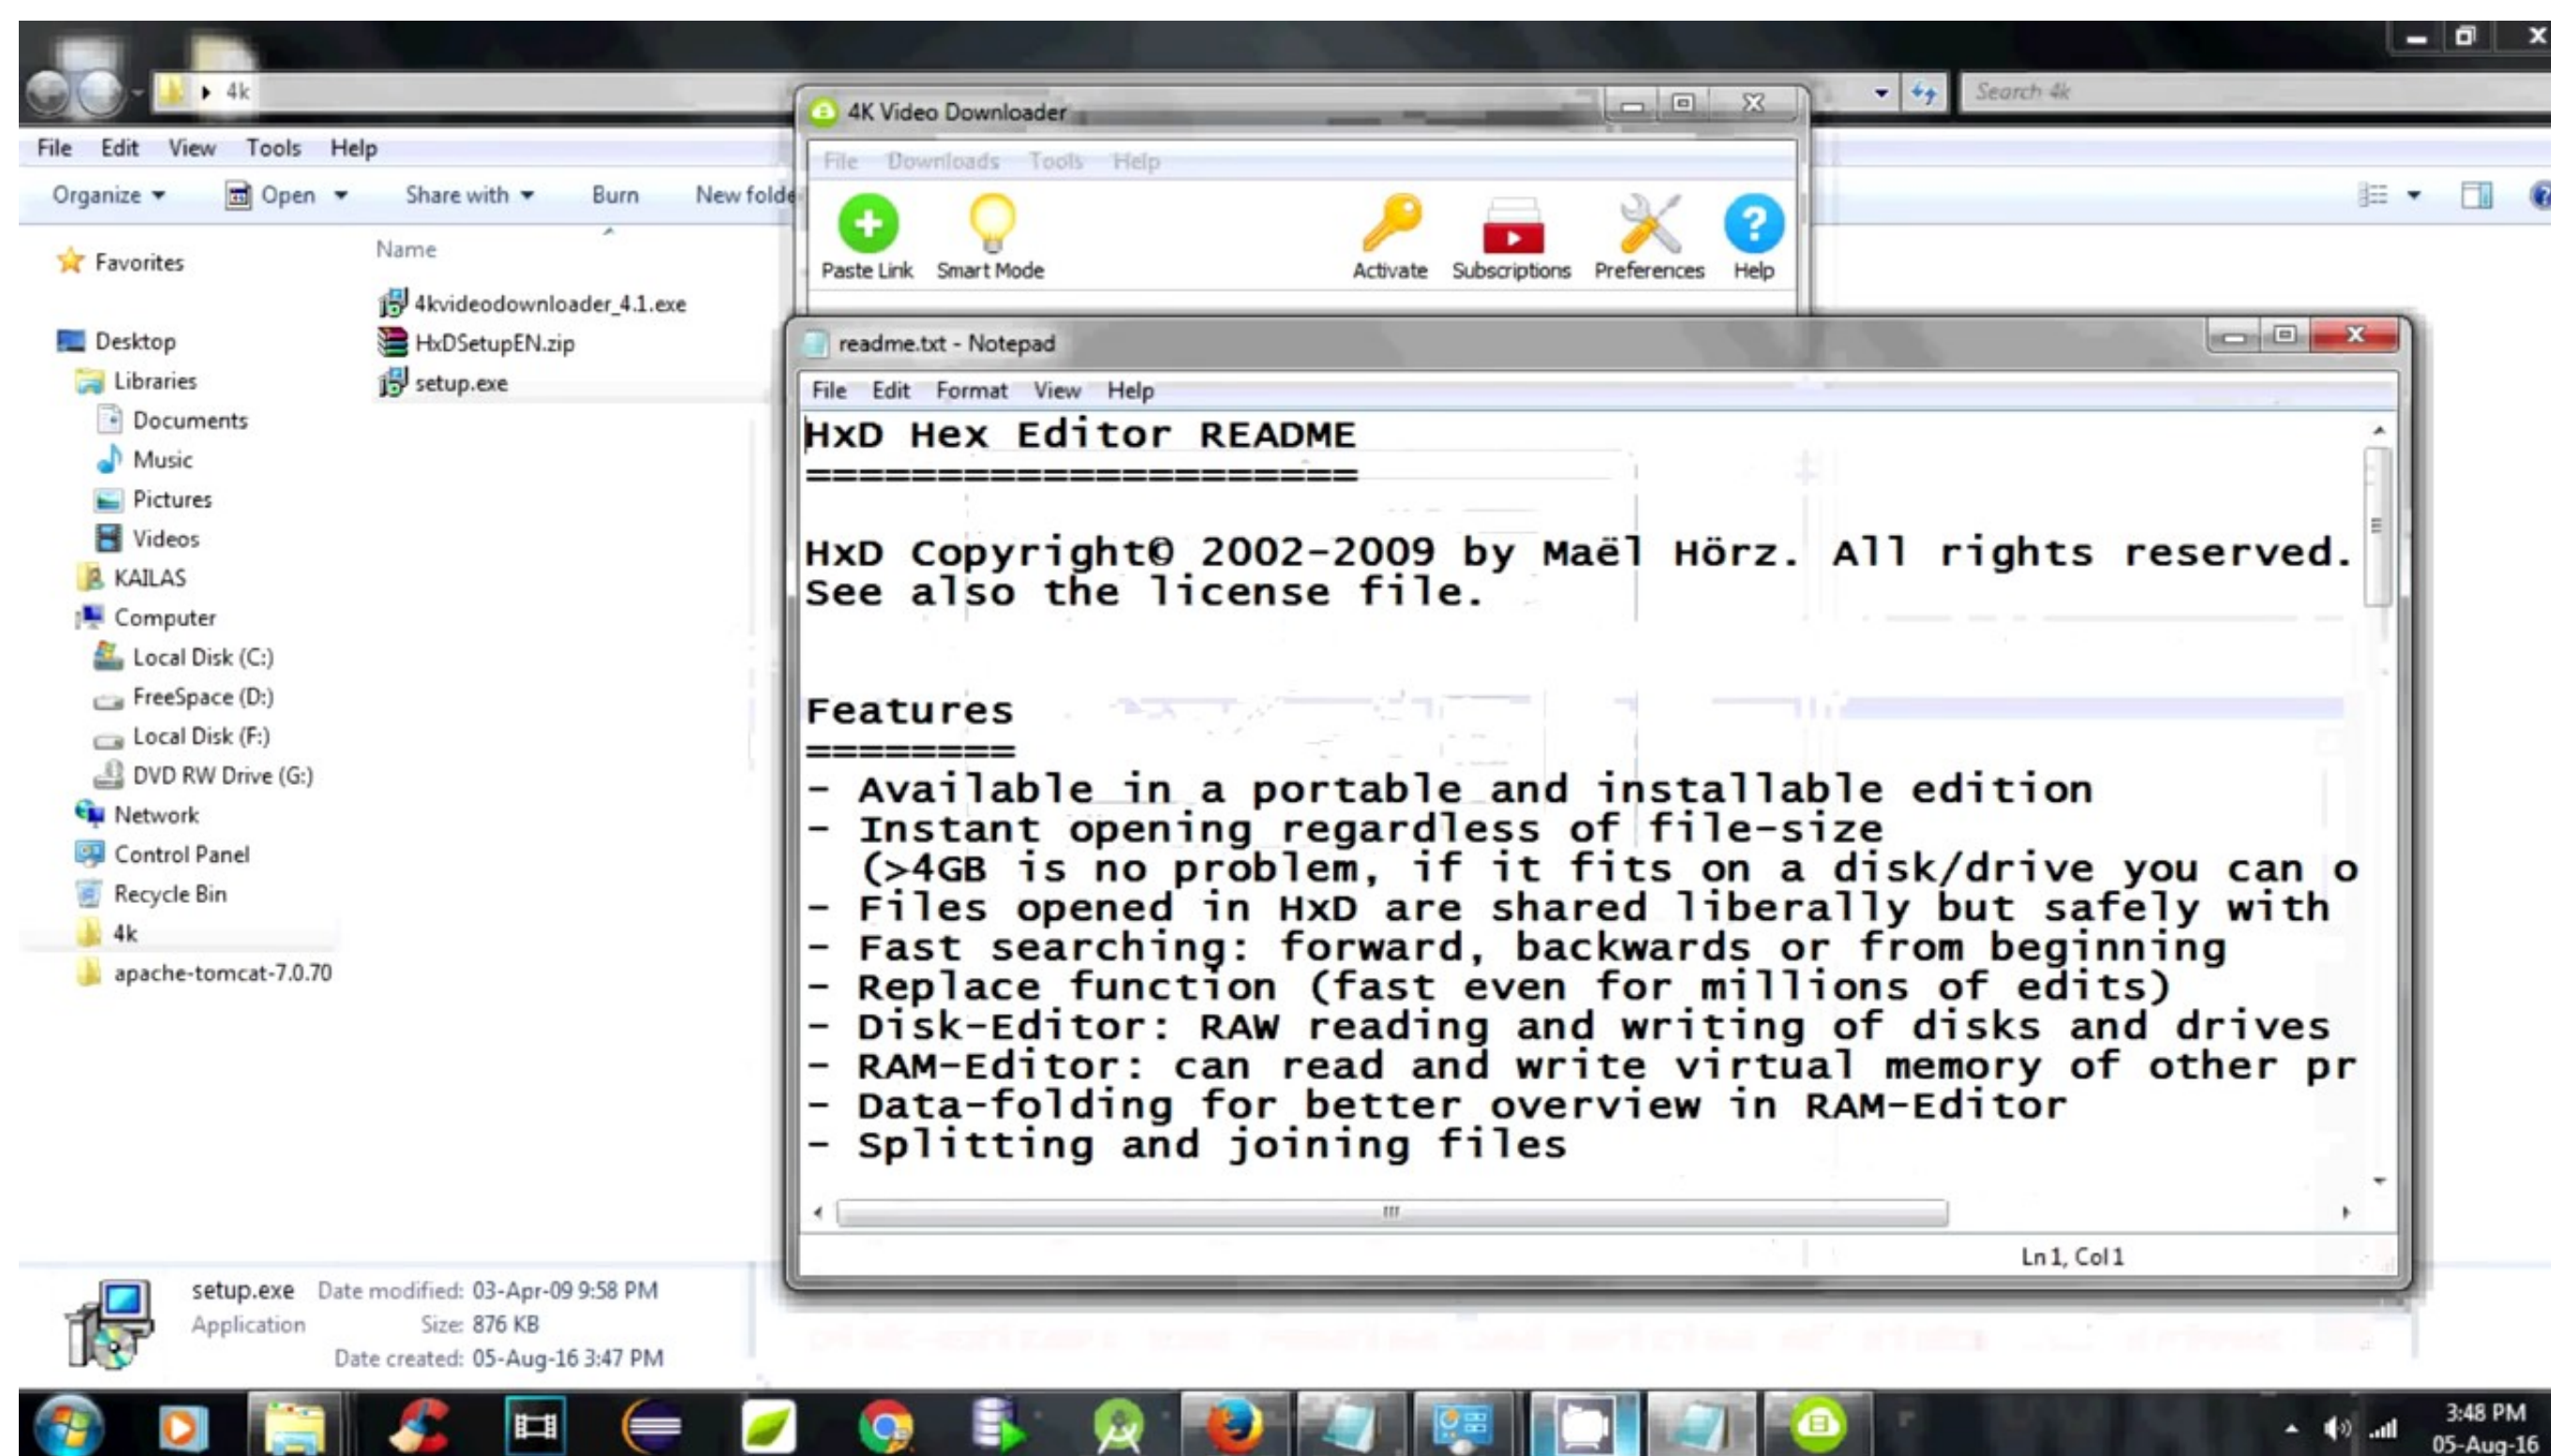 4k
Search 4k
File Edit View Tools Help
Organize Open Share with Burn New folde
Favorites
Desktop
Libraries
Documents
Music
Pictures
Videos
KAILAS
Computer
Local Disk (C:)
FreeSpace (D:)
Local Disk (F:)
DVD RW Drive (G:)
Network
Control Panel
Recycle Bin
4k
apache-tomcat-7.0.70
Name
4kvideodownloader_4.1.exe
HxDSetupEN.zip
setup.exe
4K Video Downloader
File Downloads Tools Help
Paste Link Smart Mode Activate Subscriptions Preferences Help
readme.txt - Notepad
File Edit Format View Help
HxD Hex Editor README
=====================
HxD Copyright© 2002-2009 by Maël Hörz. All rights reserved.
See also the license file.
Features
========
- Available in a portable and installable edition
- Instant opening regardless of file-size
(>4GB is no problem, if it fits on a disk/drive you can o
- Files opened in HxD are shared liberally but safely with
- Fast searching: forward, backwards or from beginning
- Replace function (fast even for millions of edits)
- Disk-Editor: RAW reading and writing of disks and drives
- RAM-Editor: can read and write virtual memory of other pr
- Data-folding for better overview in RAM-Editor
- Splitting and joining files
Ln 1, Col 1
setup.exe Date modified: 03-Apr-09 9:58 PM
Application Size: 876 KB
Date created: 05-Aug-16 3:47 PM
3:48 PM
05-Aug-16